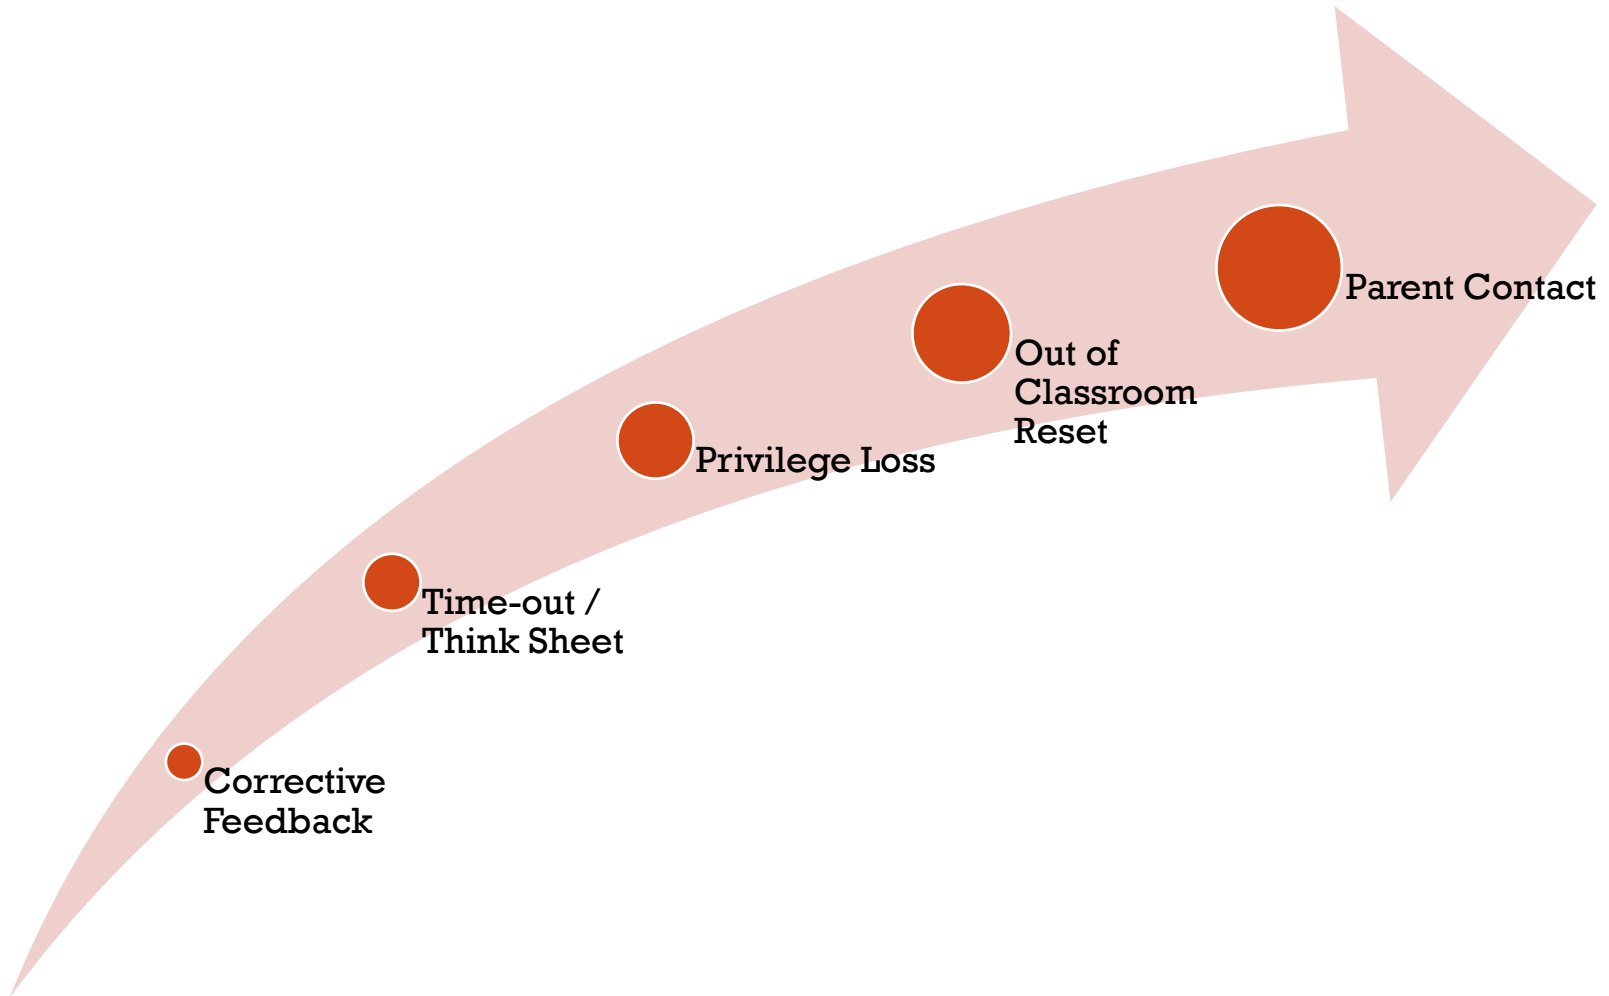 Corrective
Feedback
Time-out /
Think Sheet
Privilege Loss
Out of
Classroom
Reset
Parent Contact